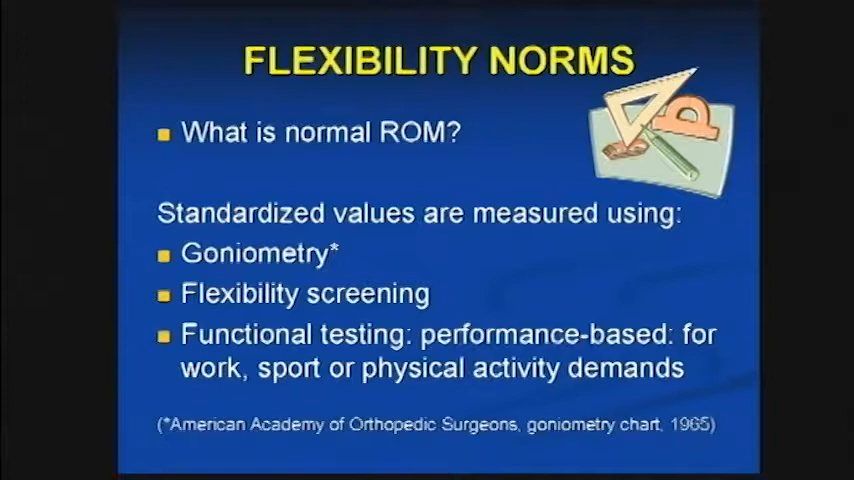 FLEXIBILITY NORMS
What is normal ROM?
Standardized values are measured using:
Goniometry*
Flexibility screening
Functional testing: performance-based: for
work, sport or physical activity demands
(*American Academy of Orthopedic Surgeons, goniometry chart, 1965)